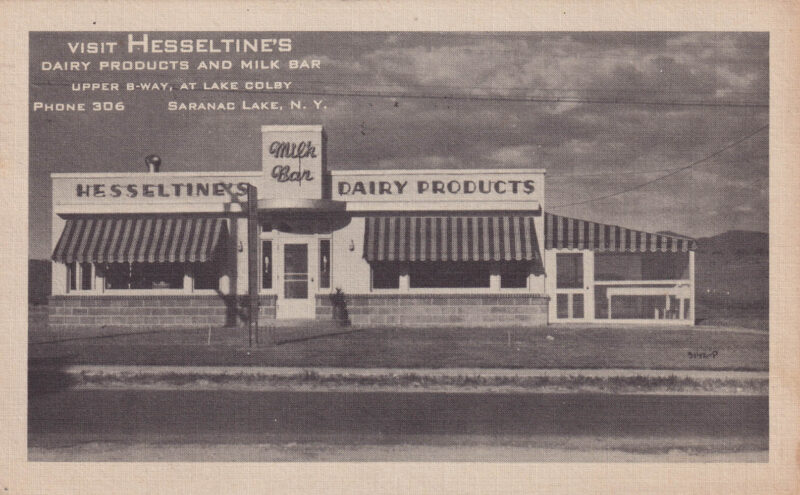 VISIT HESSELTINE'S
DAIRY PRODUCTS AND MILK BAR
UPPER B-WAY, AT LAKE COLBY
PHONE 306 SARANAC LAKE, N. Y.
Milk
Bar
HESSELTINE'S DAIRY PRODUCTS